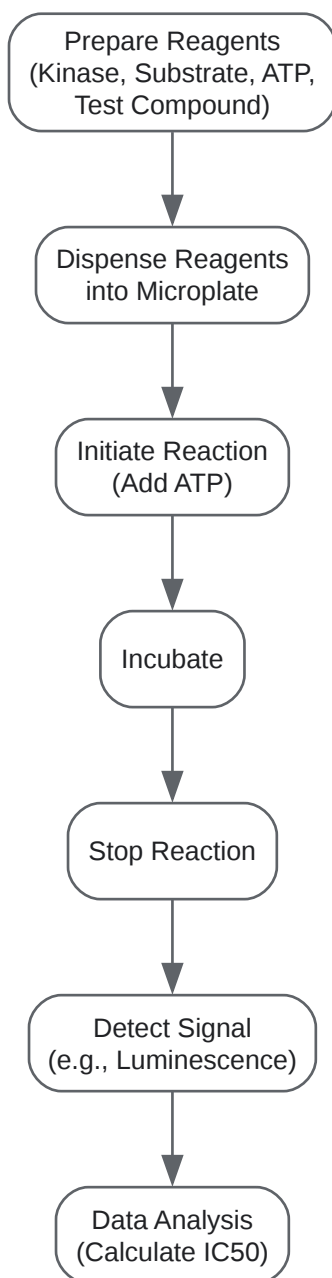 Prepare Reagents
(Kinase, Substrate, ATP,
Test Compound)
Dispense Reagents
into Microplate
Initiate Reaction
(Add ATP)
Incubate
Stop Reaction
Detect Signal
(e.g., Luminescence)
Data Analysis
(Calculate IC50)